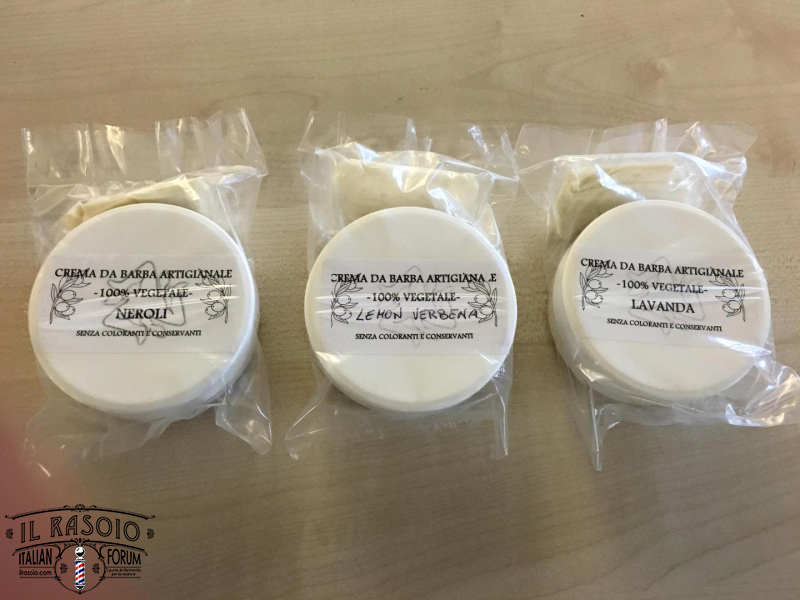 CREMA DA BARBA ARTIGIANALE
-100% VEGETALE-
NEROLI
SENZA COLORANTI E CONSERVANTI
CREMA DA BARBA ARTIGIANALE
-100% VEGETALE-
LEMON VERBENA
SENZA COLORANTI E CONSERVANTI
CREMA DA BARBA ARTIGIANALE
-100% VEGETALE-
LAVANDA
SENZA COLORANTI E CONSERVANTI
IL RASOIO
ITALIAN FORUM
ilrasoio.com